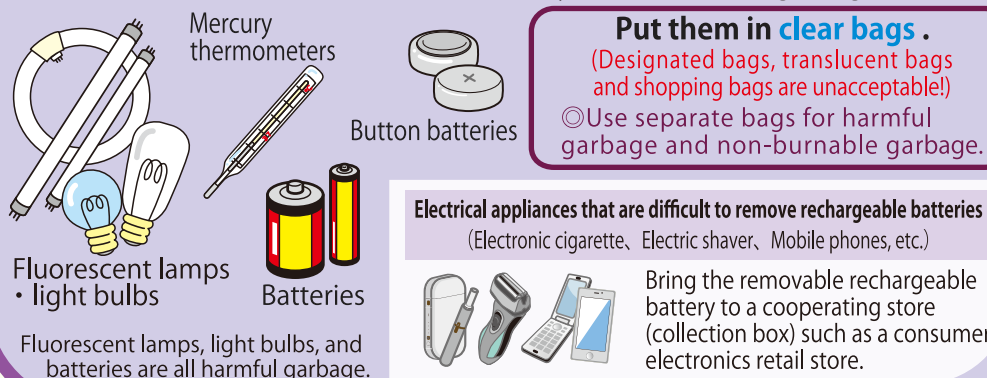 Mercury
thermometers
Button batteries
Put them in clear bags .
(Designated bags, translucent bags
and shopping bags are unacceptable!)
◎Use separate bags for harmful
garbage and non-burnable garbage.
Fluorescent lamps
・light bulbs
Batteries
Fluorescent lamps, light bulbs, and
batteries are all harmful garbage.
Electrical appliances that are difficult to remove rechargeable batteries
（Electronic cigarette、Electric shaver、Mobile phones, etc.）
Bring the removable rechargeable
battery to a cooperating store
(collection box) such as a consumer
electronics retail store.